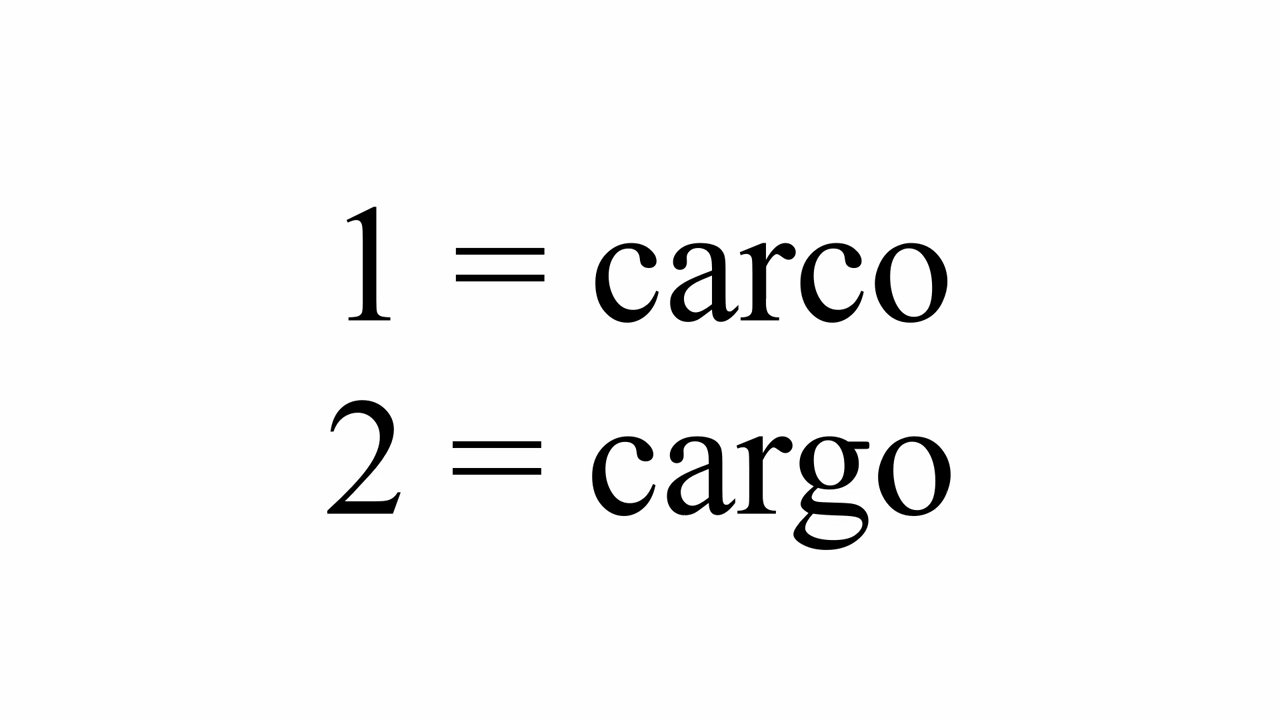 1 = carco
2 = cargo